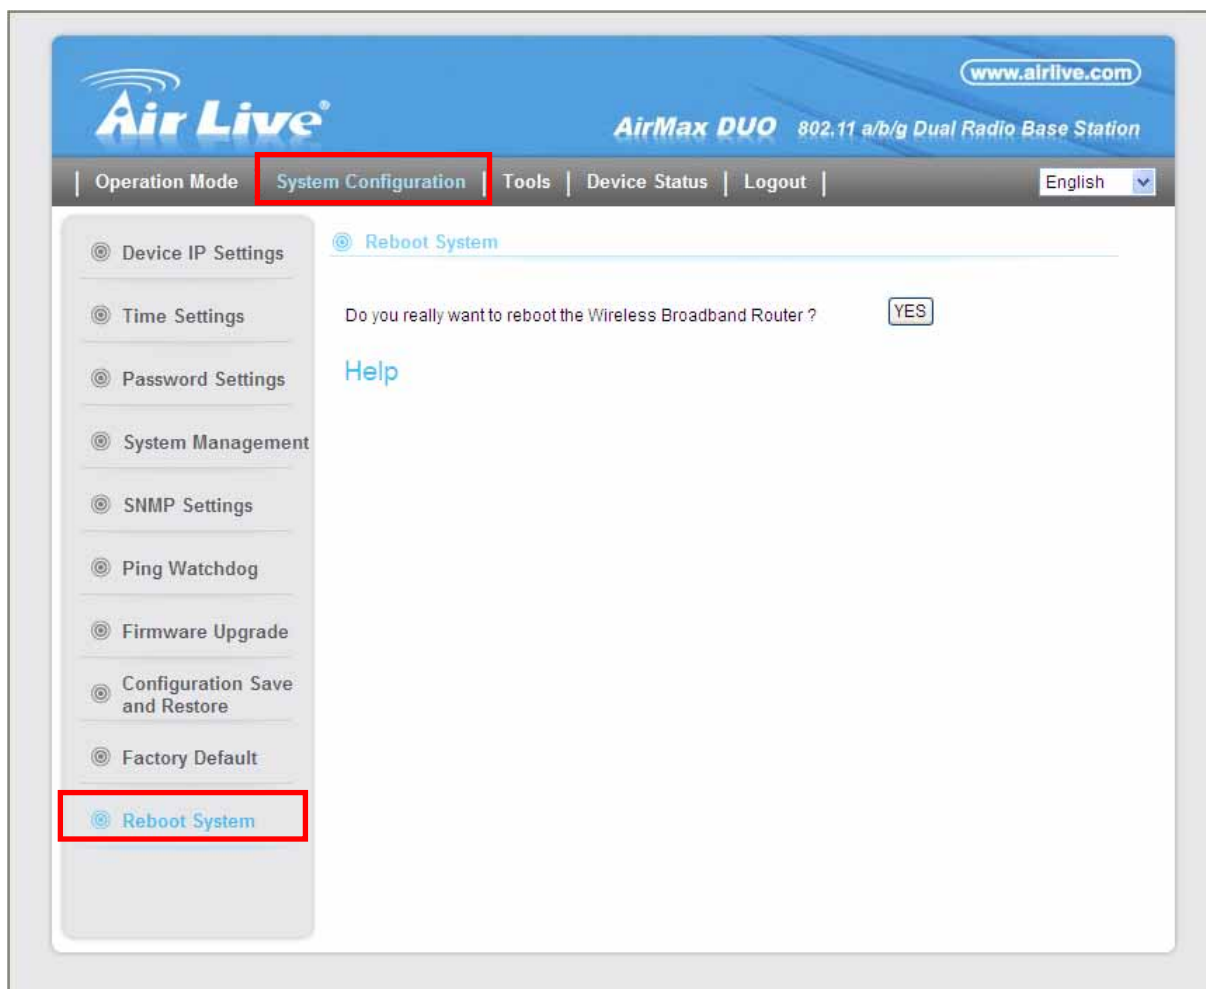 www.airlive.com
Air Live®
AirMax DUO 802.11 a/b/g Dual Radio Base Station
| Operation Mode System Configuration | Tools | Device Status | Logout | English
Device IP Settings
Time Settings
Password Settings
System Management
SNMP Settings
Ping Watchdog
Firmware Upgrade
Configuration Save
and Restore
Factory Default
Reboot System
Reboot System
Do you really want to reboot the Wireless Broadband Router ? YES
Help